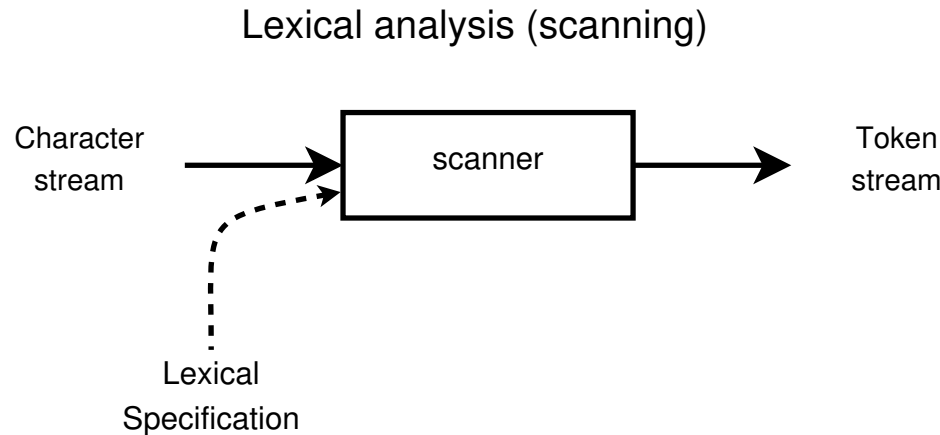 Lexical analysis (scanning)
Character
stream
scanner
Token
stream
Lexical
Specification